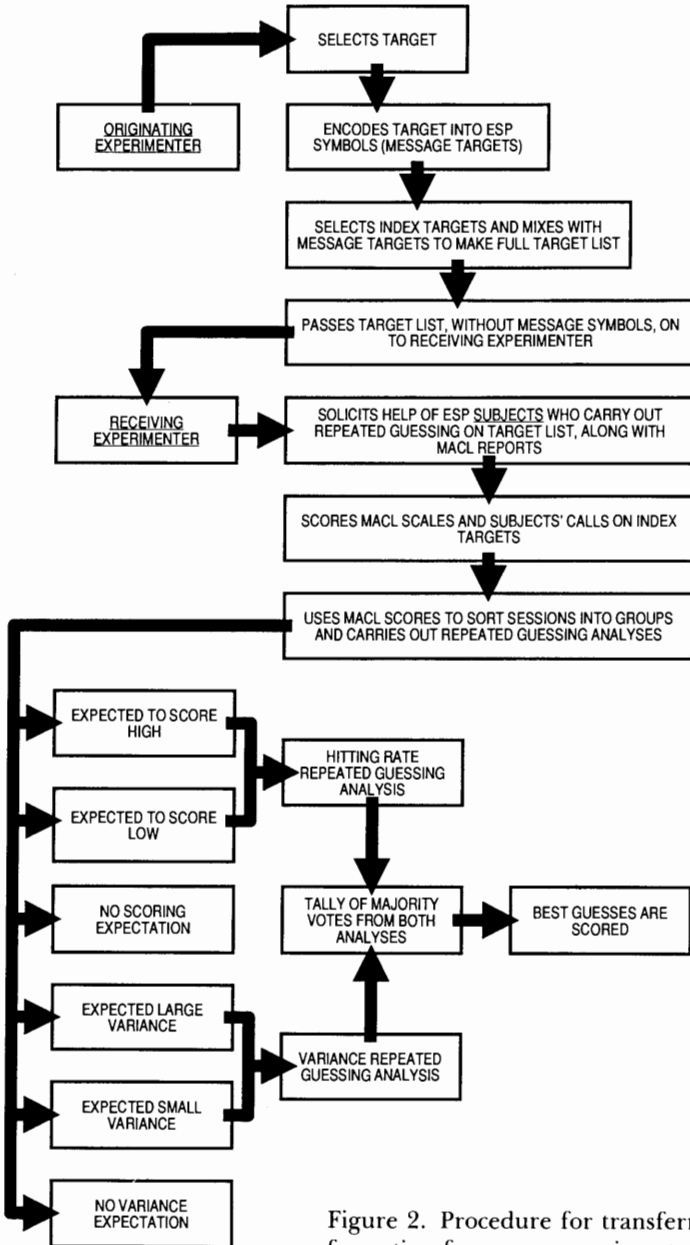 SELECTS TARGET
ORIGINATING
EXPERIMENTER
ENCODES TARGET INTO ESP
SYMBOLS (MESSAGE TARGETS)
SELECTS INDEX TARGETS AND MIXES WITH
MESSAGE TARGETS TO MAKE FULL TARGET LIST
PASSES TARGET LIST, WITHOUT MESSAGE SYMBOLS, ON
TO RECEIVING EXPERIMENTER
RECEIVING
EXPERIMENTER
SOLICITS HELP OF ESP SUBJECTS WHO CARRY OUT
REPEATED GUESSING ON TARGET LIST, ALONG WITH
MACL REPORTS
SCORES MACL SCALES AND SUBJECTS' CALLS ON INDEX
TARGETS
USES MACL SCORES TO SORT SESSIONS INTO GROUPS
AND CARRIES OUT REPEATED GUESSING ANALYSES
EXPECTED TO SCORE
HIGH
HITTING RATE
REPEATED GUESSING
ANALYSIS
EXPECTED TO SCORE
LOW
NO SCORING
EXPECTATION
TALLY OF MAJORITY
VOTES FROM BOTH
ANALYSES
BEST GUESSES ARE
SCORED
EXPECTED LARGE
VARIANCE
VARIANCE REPEATED
GUESSING ANALYSIS
EXPECTED SMALL
VARIANCE
NO VARIANCE
EXPECTATION
Figure 2. Procedure for transferr